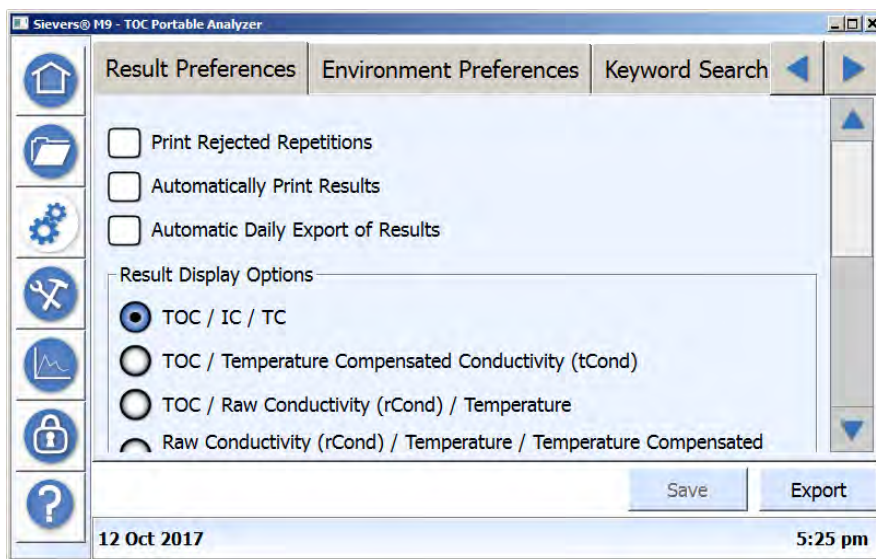 Sievers® M9 - TOC Portable Analyzer
Result Preferences
Environment Preferences
Keyword Search
Print Rejected Repetitions
Automatically Print Results
Automatic Daily Export of Results
Result Display Options
TOC / IC / TC
TOC / Temperature Compensated Conductivity (tCond)
TOC / Raw Conductivity (rCond) / Temperature
Raw Conductivity (rCond) / Temperature / Temperature Compensated
Save
Export
12 Oct 2017
5:25 pm